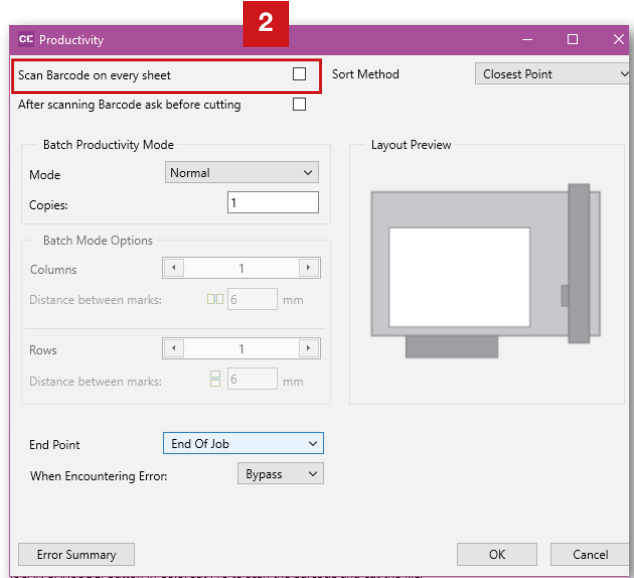 2
CE Productivity
Scan Barcode on every sheet
Sort Method
Closest Point
After scanning Barcode ask before cutting
Batch Productivity Mode
Layout Preview
Mode
Normal
Copies:
1
Batch Mode Options
Columns
1
Distance between marks:
6
mm
Rows
1
Distance between marks:
6
mm
End Point
End Of Job
When Encountering Error:
Bypass
Error Summary
OK
Cancel